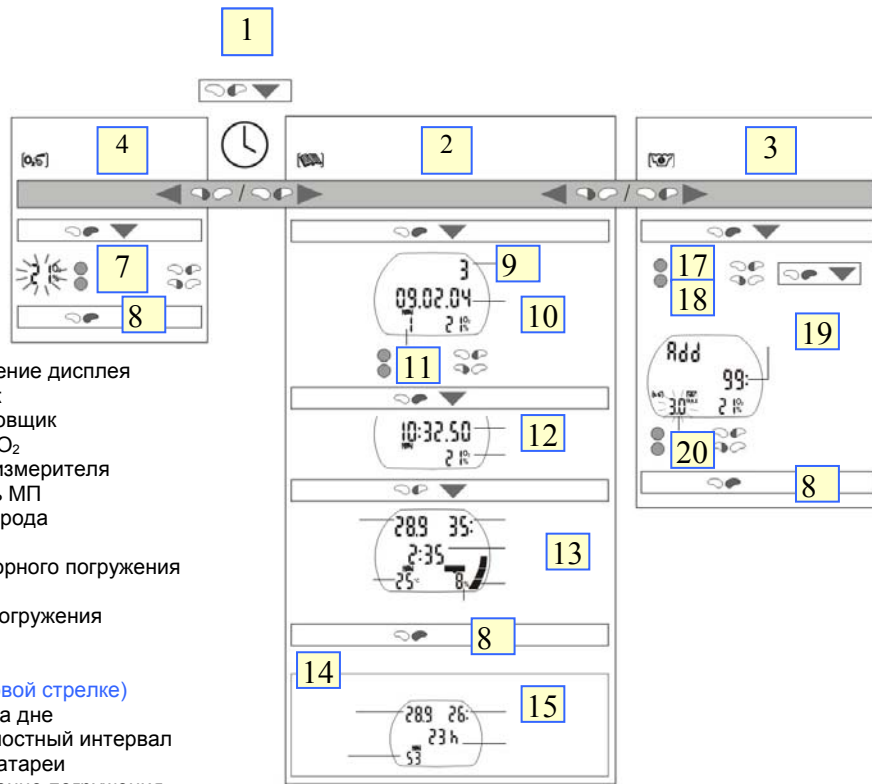 1
4
2
3
7
8
3
9
09.02.04
10
1
21%
11
10:32.50
12
21%
28.9 35:
2:35
13
25°C
8%
8
14
28.9 26:
15
23 h
53
17
18
19
Add
99:
3.0
21%
20
8
ение дисплея
овщик
O₂
измерителя
ь МП
рода
орного погружения
огружения
вой стрелке)
а дне
ностный интервал
атареи